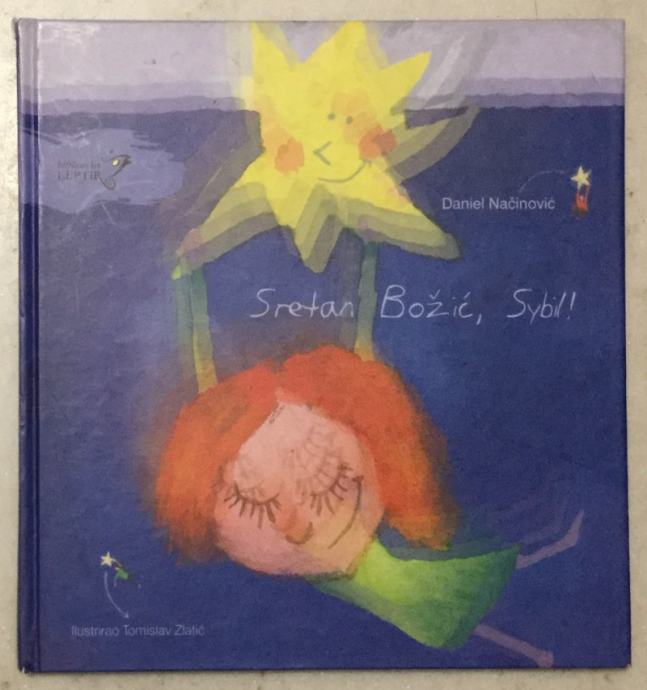 LEPTIR
Daniel Načinović
Sretan Božić, Sybil!
Ilustrirao Tomislav Zlatić